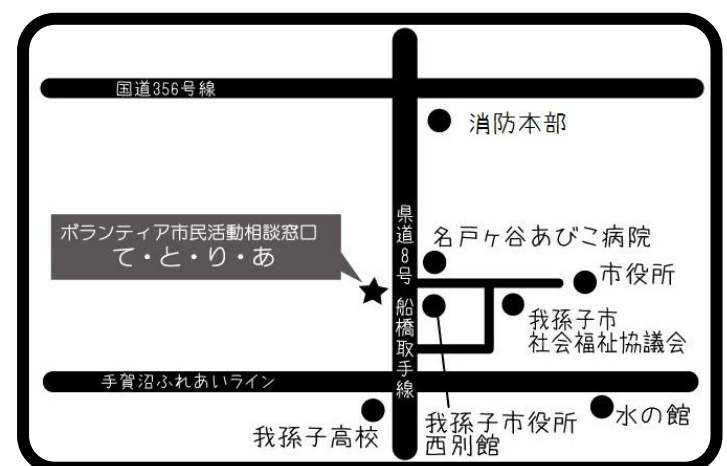 国道356号線
消防本部
県道8号 船橋取手線
名戸ヶ谷あびこ病院
ボランティア市民活動相談窓口
て・と・り・あ
市役所
我孫子市
社会福祉協議会
手賀沼ふれあいライン
我孫子高校
我孫子市役所
西別館
水の館